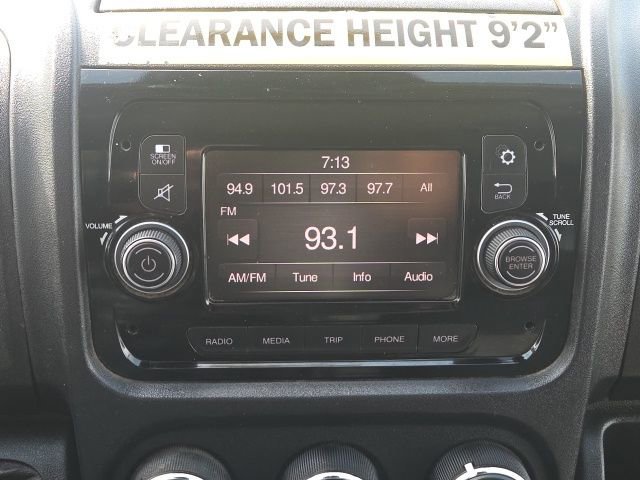 CLEARANCE HEIGHT 9'2"
SCREEN
ON/OFF
7:13
94.9 101.5 97.3 97.7 All
FM
93.1
AM/FM Tune Info Audio
BACK
VOLUME
TUNE
SCROLL
BROWSE
ENTER
RADIO MEDIA TRIP PHONE MORE